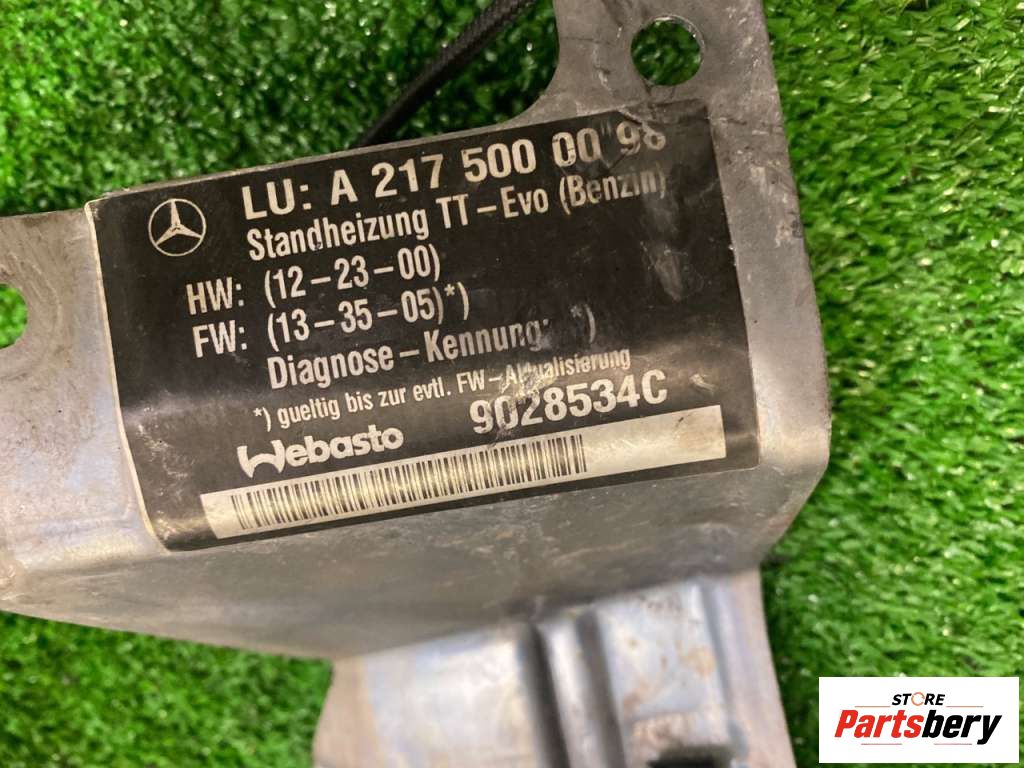 LU: A 217 500 00 98
Standheizung TT-Evo (Benzin)
HW: (12-23-00)
FW: (13-35-05)*)
Diagnose-Kennung: *)
*) gueltig bis zur evtl. FW-Aktualisierung
Webasto 9028534C
STORE
Partsbery